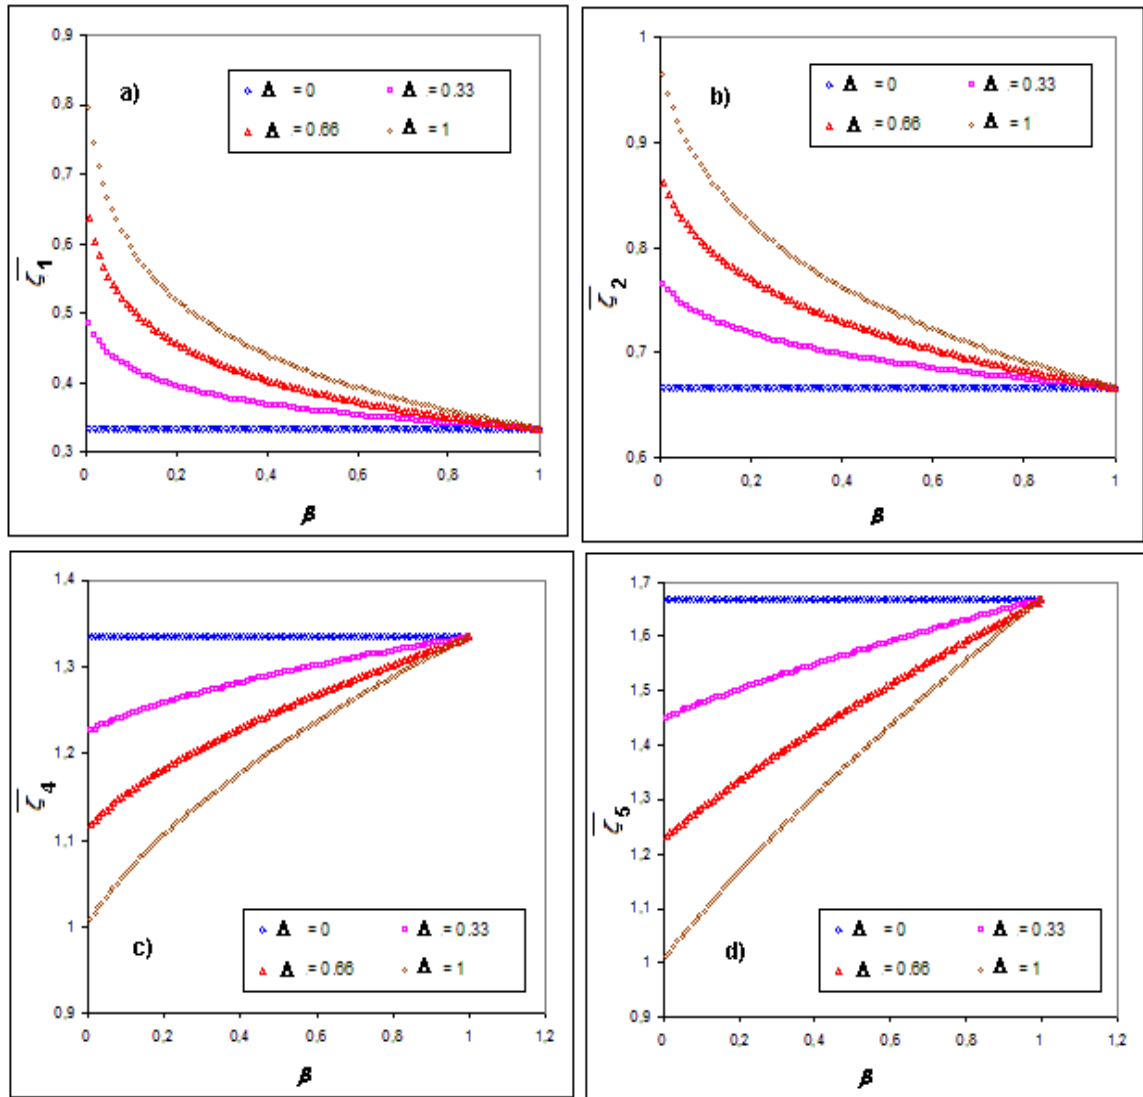 a)
Δ = 0
Δ = 0.33
Δ = 0.66
Δ = 1
0,9
0,8
0,7
0,6
0,5
0,4
0,3
ζ̅1
0
0,2
0,4
0,6
0,8
1
β
b)
Δ = 0
Δ = 0.33
Δ = 0.66
Δ = 1
1
0,9
0,8
0,7
0,6
ζ̅2
0
0,2
0,4
0,6
0,8
1
β
1,4
1,3
1,2
1,1
1
0,9
ζ̅4
c)
Δ = 0
Δ = 0.33
Δ = 0.66
Δ = 1
0
0,2
0,4
0,6
0,8
1
1,2
β
1,7
1,6
1,5
1,4
1,3
1,2
1,1
1
0,9
ζ̅5
d)
Δ = 0
Δ = 0.33
Δ = 0.66
Δ = 1
0
0,2
0,4
0,6
0,8
1
1,2
β